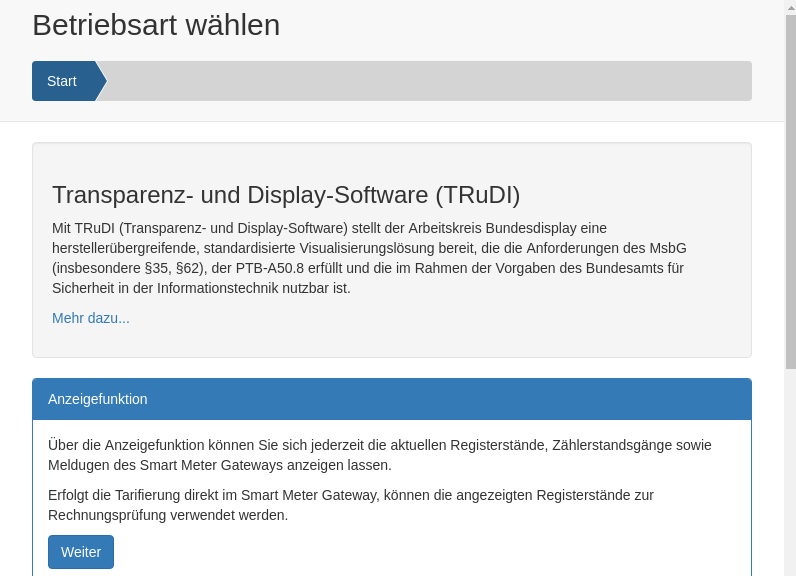 Betriebsart wählen
Start
Transparenz- und Display-Software (TRuDI)
Mit TRuDI (Transparenz- und Display-Software) stellt der Arbeitskreis Bundesdisplay eine
herstellerübergreifende, standardisierte Visualisierungslösung bereit, die die Anforderungen des MsbG
(insbesondere §35, §62), der PTB-A50.8 erfüllt und die im Rahmen der Vorgaben des Bundesamts für
Sicherheit in der Informationstechnik nutzbar ist.
Mehr dazu...
Anzeigefunktion
Über die Anzeigefunktion können Sie sich jederzeit die aktuellen Registerstände, Zählerstandsgänge sowie
Meldugen des Smart Meter Gateways anzeigen lassen.
Erfolgt die Tarifierung direkt im Smart Meter Gateway, können die angezeigten Registerstände zur
Rechnungsprüfung verwendet werden.
Weiter